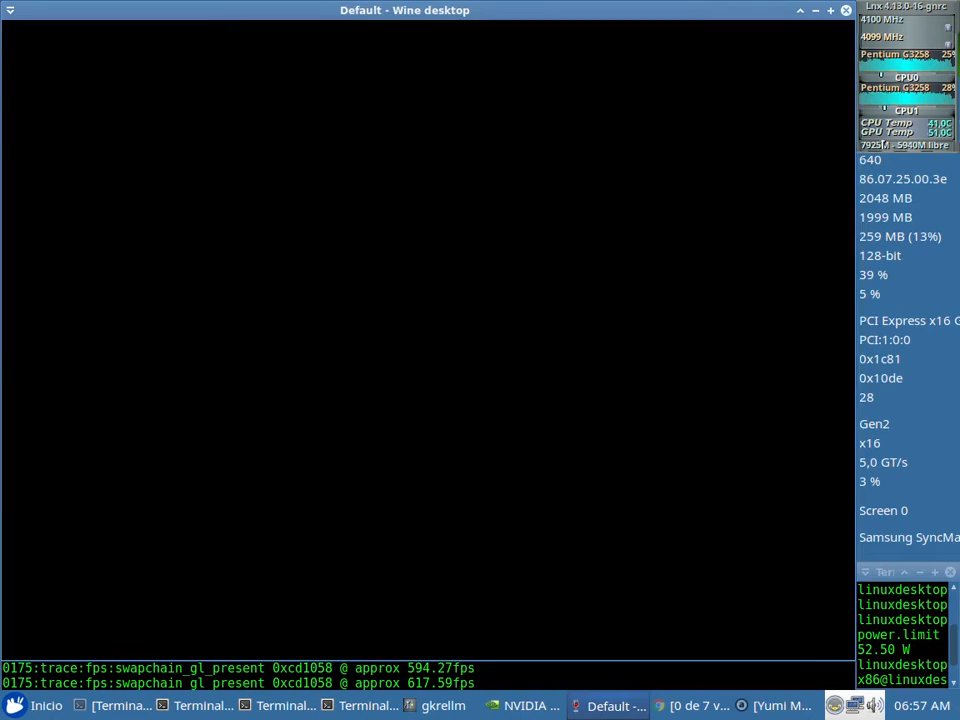 Default - Wine desktop
Lnx 4.13.0-16-gnrc
4100 MHz
4099 MHz
Pentium G3258 25%
CPU0
Pentium G3258 28%
CPU1
CPU Temp 41,0C
GPU Temp 51,0C
7925M - 5940M libre
640
86.07.25.00.3e
2048 MB
1999 MB
259 MB (13%)
128-bit
39 %
5 %
PCI Express x16 G
PCI:1:0:0
0x1c81
0x10de
28
Gen2
x16
5,0 GT/s
3 %
Screen 0
Samsung SyncMa
Ter
linuxdesktop
linuxdesktop
linuxdesktop
power.limit
52.50 W
linuxdesktop
x86@linuxdes
0175:trace:fps:swapchain_gl_present 0xcd1058 @ approx 594.27fps
0175:trace:fps:swapchain_gl_present 0xcd1058 @ approx 617.59fps
Inicio [Termina... Terminal... Terminal... Terminal... gkrellm NVIDIA ... Default -... [0 de 7 v... [Yumi M... 06:57 AM